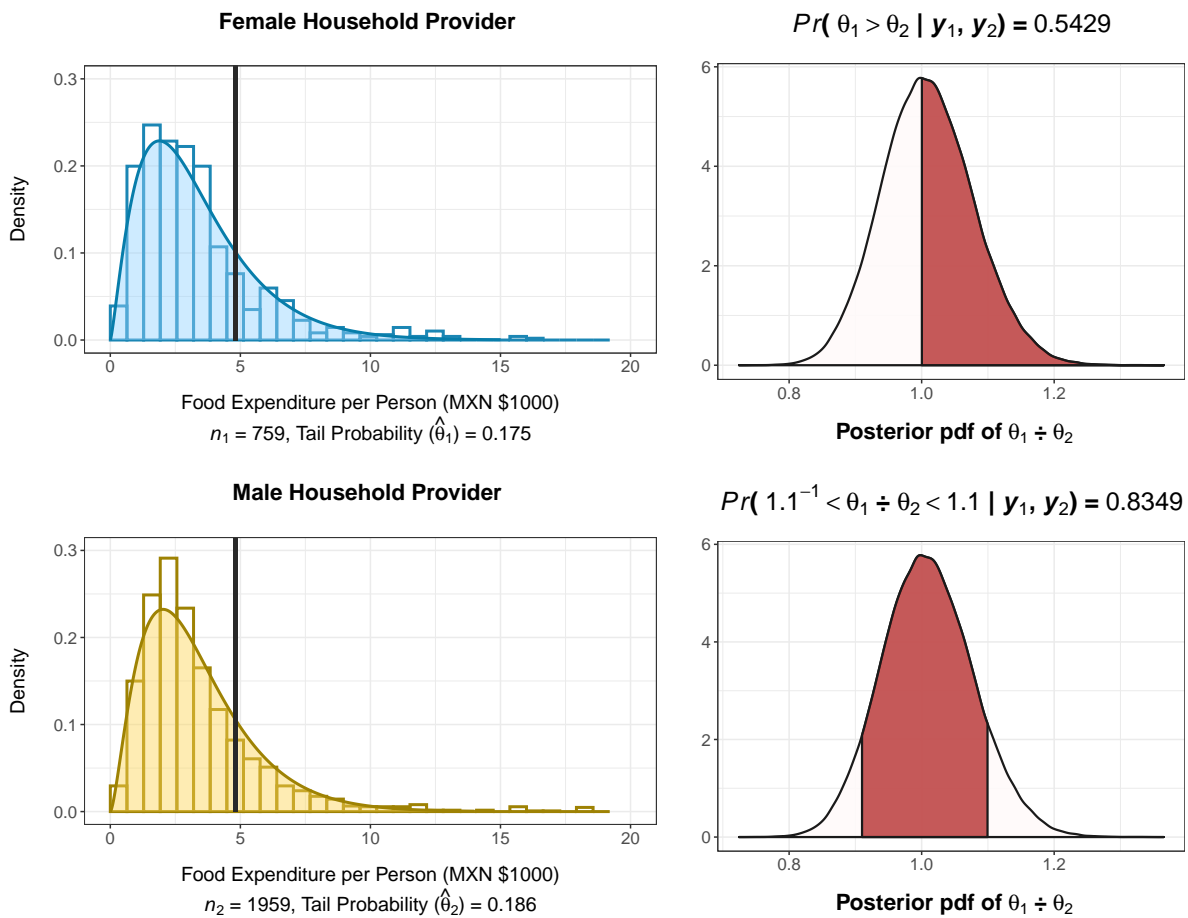 Female Household Provider
0.3
0.2
0.1
0.0
Density
0 5 10 15 20
Food Expenditure per Person (MXN $1000)
n₁ = 759, Tail Probability (θ̂₁) = 0.175
Pr( θ₁ > θ₂ | y₁, y₂) = 0.5429
6
4
2
0
0.8 1.0 1.2
Posterior pdf of θ₁ ÷ θ₂
Male Household Provider
0.3
0.2
0.1
0.0
Density
0 5 10 15 20
Food Expenditure per Person (MXN $1000)
n₂ = 1959, Tail Probability (θ̂₂) = 0.186
Pr( 1.1⁻¹ < θ₁ ÷ θ₂ < 1.1 | y₁, y₂) = 0.8349
6
4
2
0
0.8 1.0 1.2
Posterior pdf of θ₁ ÷ θ₂